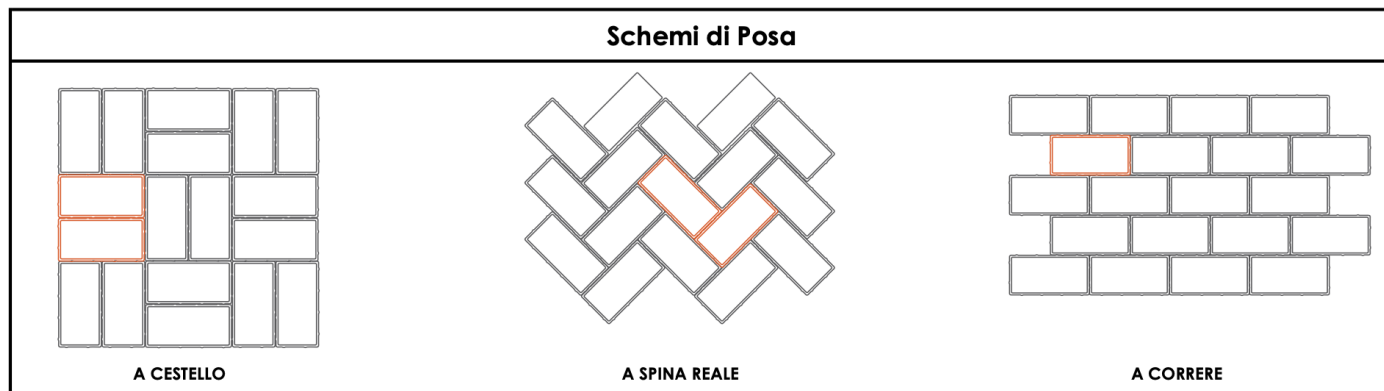 Schemi di Posa
A CESTELLO
A SPINA REALE
A CORRERE